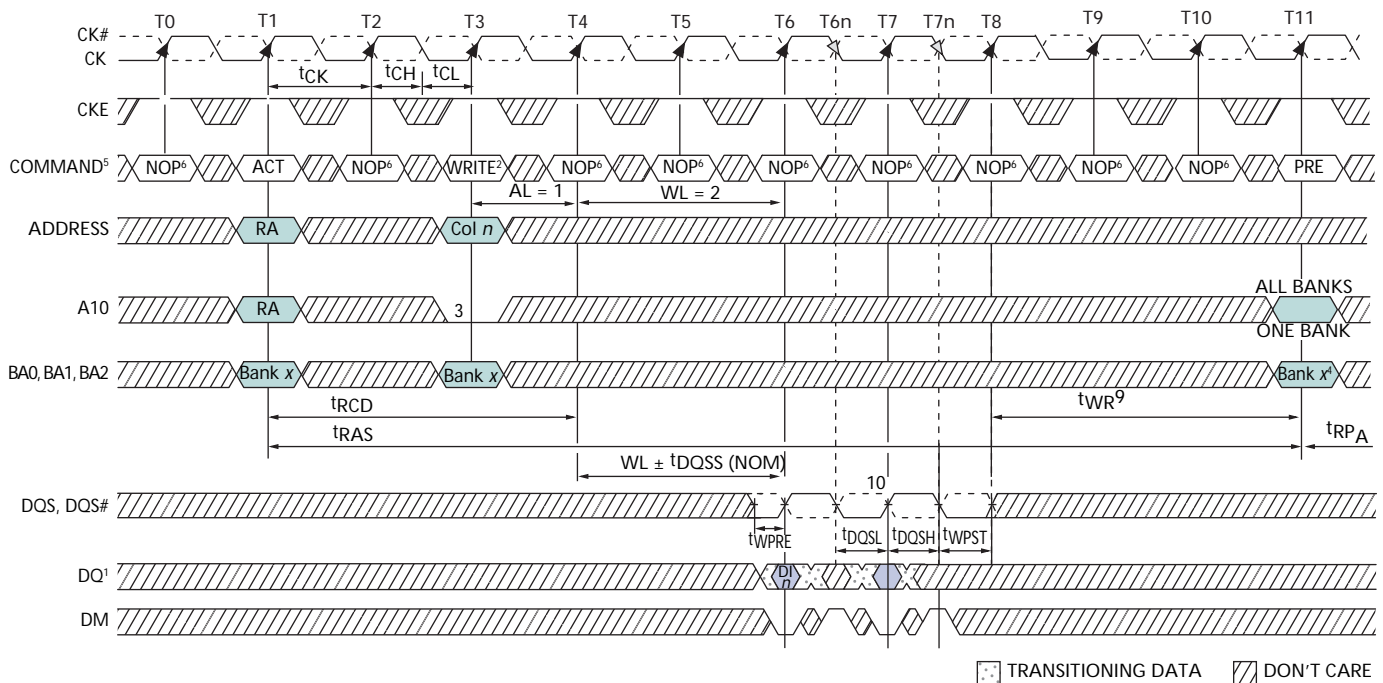 T0 T1 T2 T3 T4 T5 T6 T6n T7 T7n T8 T9 T10 T11
CK#
CK
tCK tCH tCL
CKE
COMMAND5 NOP6 ACT NOP6 WRITE2 NOP6 NOP6 NOP6 NOP6 NOP6 NOP6 NOP6 PRE
AL = 1 WL = 2
ADDRESS RA Col n
ALL BANKS
A10 RA 3
ONE BANK
BA0, BA1, BA2 Bank x Bank x Bank x4
tRCD tWR9
tRAS tRPA
WL ± tDQSS (NOM)
DQS, DQS# 10
tWPRE tDQSL tDQSH tWPST
DQ1 DI
n
DM
TRANSITIONING DATA DON'T CARE